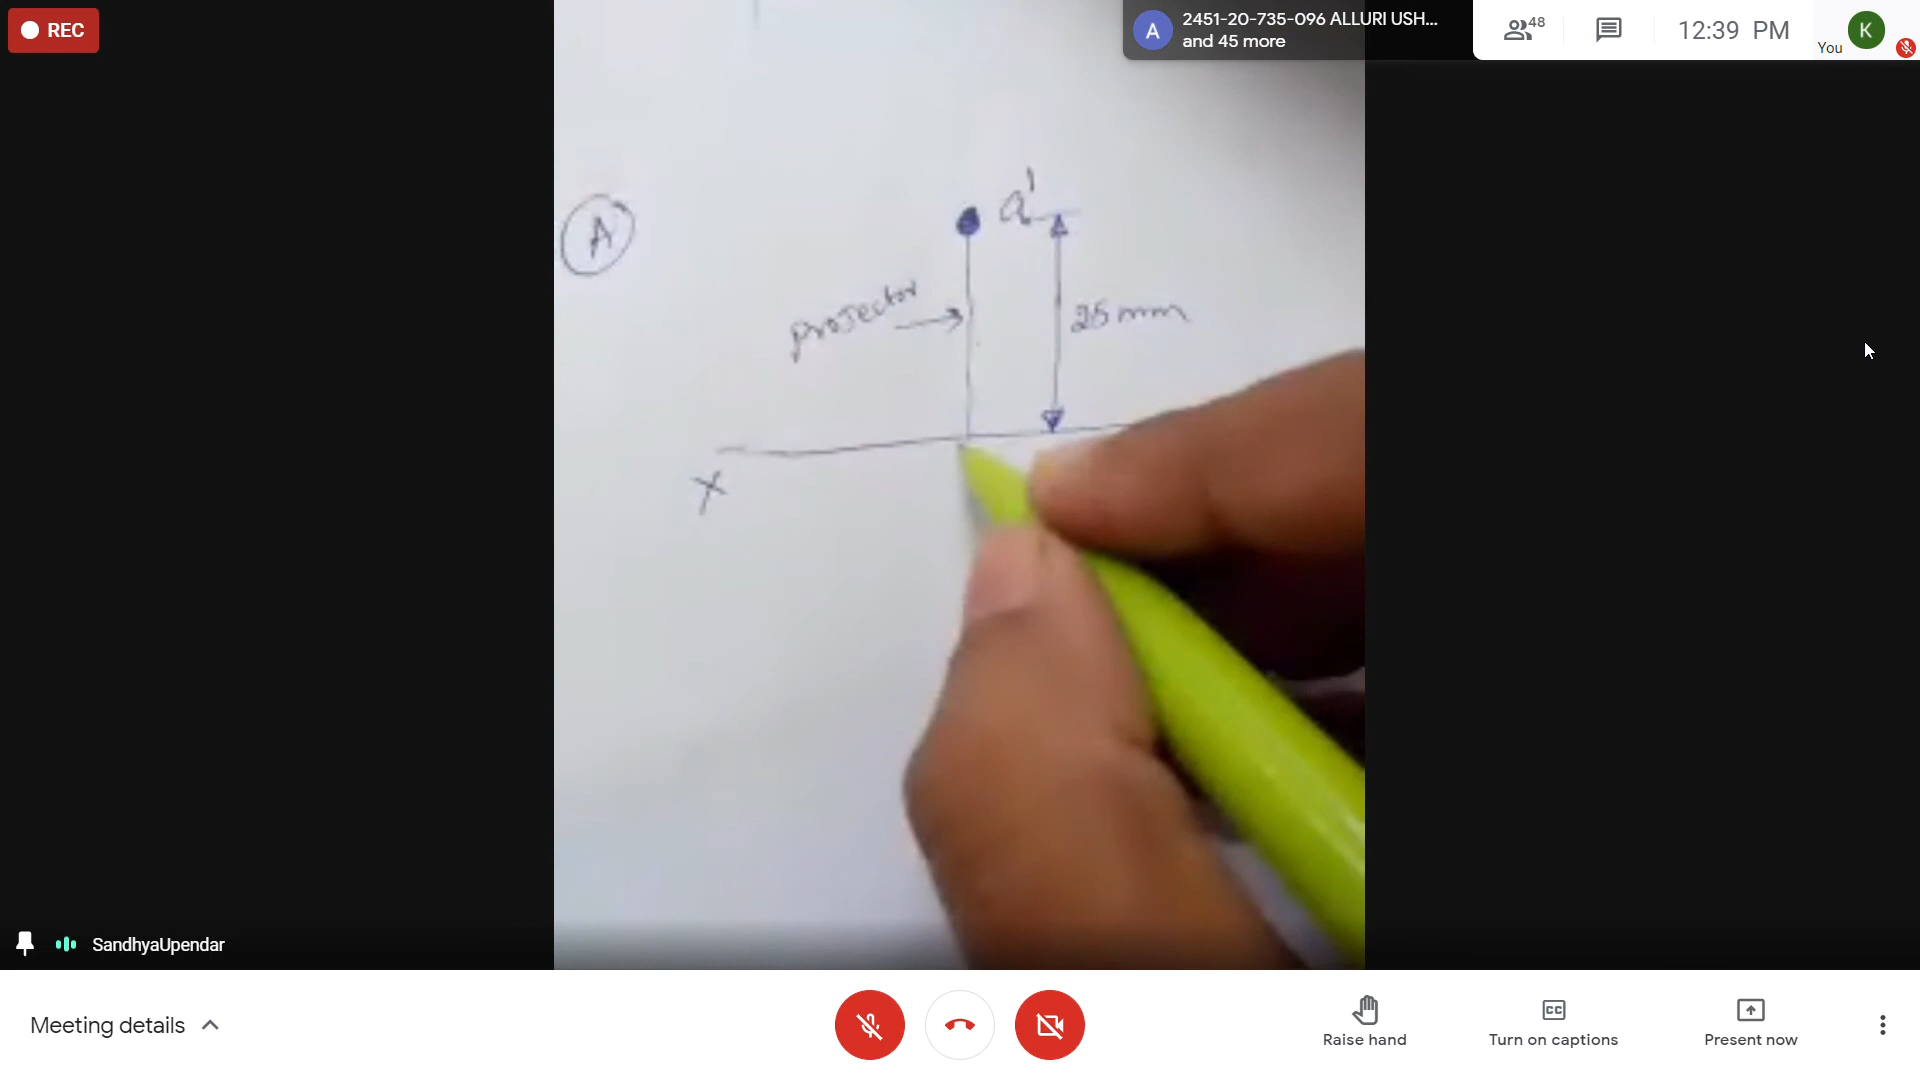 REC
A
2451-20-735-096 ALLURI USH...
and 45 more
48
12:39 PM
You
K
a'
A
projector
25 mm
X
SandhyaUpendar
Meeting details
CC
Raise hand
Turn on captions
Present now